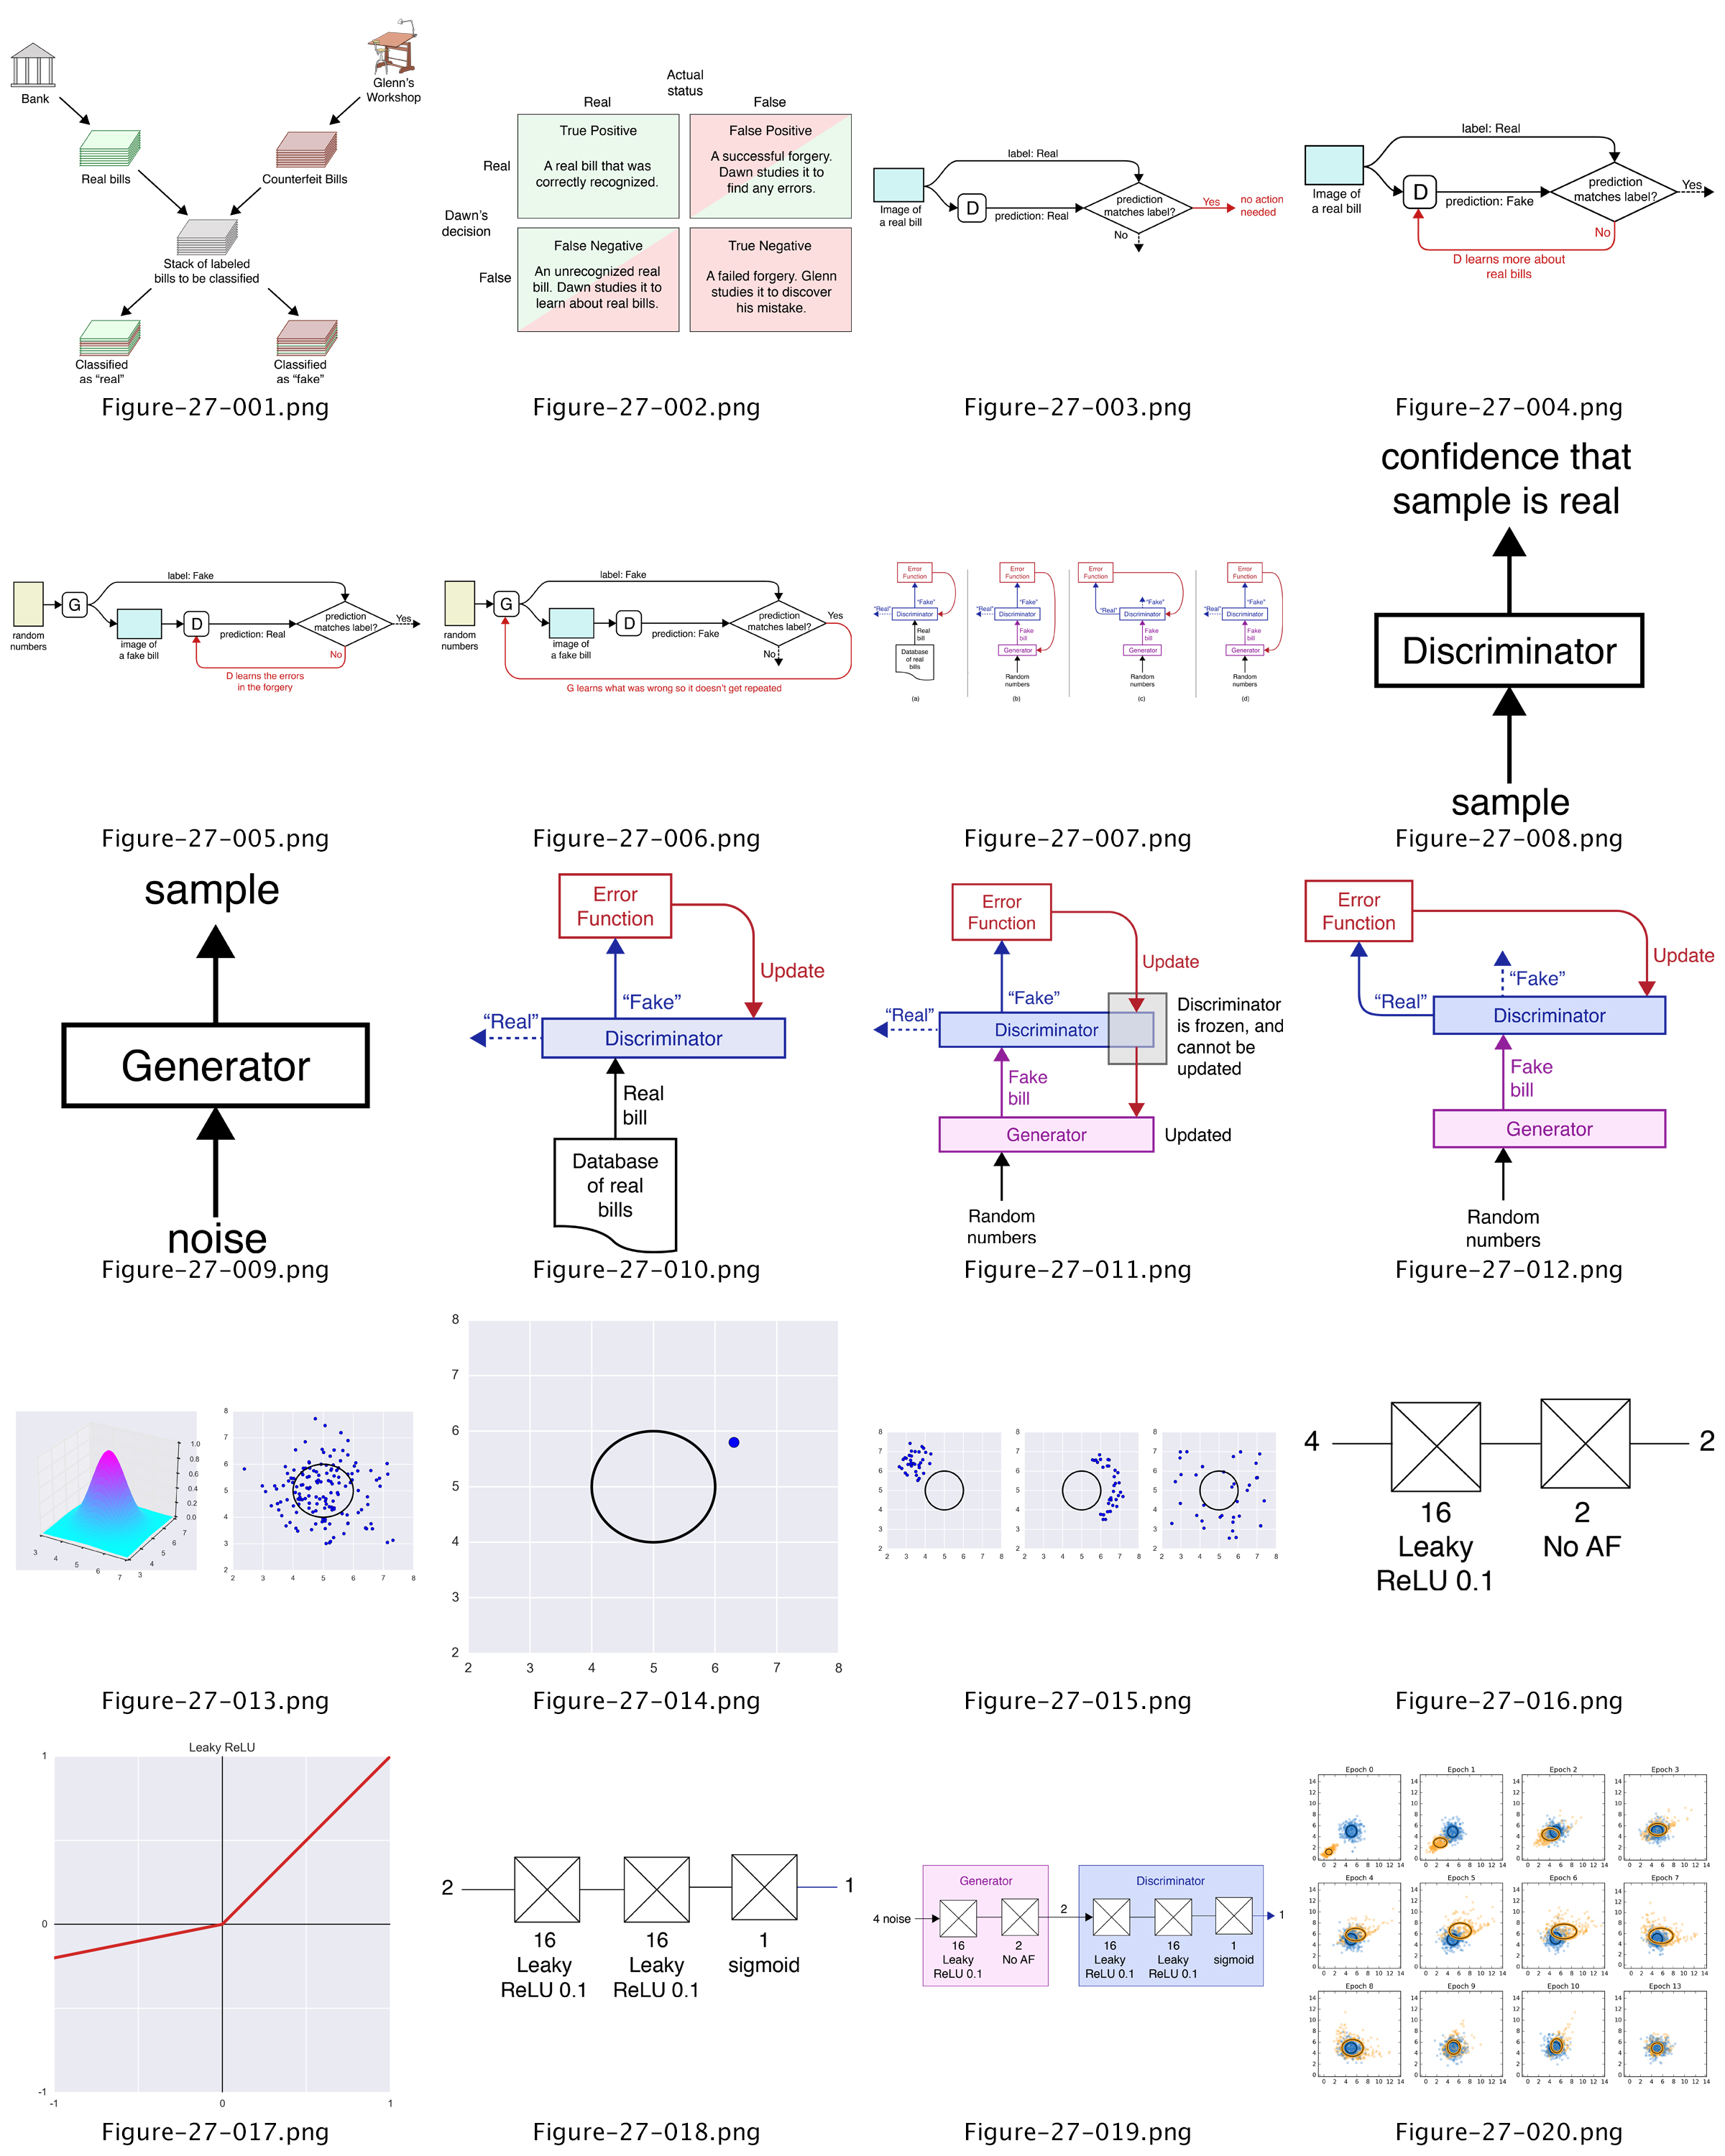 Bank
Glenn's
Workshop
Real bills
Counterfeit Bills
Stack of labeled
bills to be classified
Classified
as “real”
Classified
as “fake”
Figure-27-001.png
Actual
status
Real
False
Dawn's
decision
Real
True Positive
A real bill that was
correctly recognized.
False Positive
A successful forgery.
Dawn studies it to
find any errors.
False
False Negative
An unrecognized real
bill. Dawn studies it to
learn about real bills.
True Negative
A failed forgery. Glenn
studies it to discover
his mistake.
Figure-27-002.png
label: Real
Image of
a real bill
D
prediction: Real
prediction
matches label?
Yes
no action
needed
No
Figure-27-003.png
label: Real
Image of
a real bill
D
prediction: Fake
prediction
matches label?
Yes
No
D learns more about
real bills
Figure-27-004.png
label: Fake
random
numbers
G
image of
a fake bill
D
prediction: Real
prediction
matches label?
Yes
No
D learns the errors
in the forgery
Figure-27-005.png
label: Fake
random
numbers
G
image of
a fake bill
D
prediction: Fake
prediction
matches label?
Yes
No
G learns what was wrong so it doesn't get repeated
Figure-27-006.png
Error
Function
“Fake”
“Real”
Discriminator
Real
bill
Database
of real
bills
(a)
Error
Function
“Fake”
“Real”
Discriminator
Fake
bill
Generator
Random
numbers
(b)
Error
Function
“Fake”
“Real”
Discriminator
Fake
bill
Generator
Random
numbers
(c)
Error
Function
“Fake”
“Real”
Discriminator
Fake
bill
Generator
Random
numbers
(d)
Figure-27-007.png
confidence that
sample is real
Discriminator
sample
Figure-27-008.png
sample
Generator
noise
Figure-27-009.png
Error
Function
Update
“Fake”
“Real”
Discriminator
Real
bill
Database
of real
bills
Figure-27-010.png
Error
Function
Update
“Fake”
“Real”
Discriminator
Discriminator
is frozen, and
cannot be
updated
Fake
bill
Generator
Updated
Random
numbers
Figure-27-011.png
Error
Function
Update
“Fake”
“Real”
Discriminator
Fake
bill
Generator
Random
numbers
Figure-27-012.png
1.0
0.8
0.6
0.4
0.2
0.0
3 4 5 6 7
3 4 5 6 7
8
7
6
5
4
3
2
2 3 4 5 6 7 8
Figure-27-013.png
8
7
6
5
4
3
2
2 3 4 5 6 7 8
Figure-27-014.png
8
7
6
5
4
3
2
2 3 4 5 6 7 8
8
7
6
5
4
3
2
2 3 4 5 6 7 8
8
7
6
5
4
3
2
2 3 4 5 6 7 8
Figure-27-015.png
4
2
16
Leaky
ReLU 0.1
2
No AF
Figure-27-016.png
Leaky ReLU
1
0
-1
-1 0 1
Figure-27-017.png
2
1
16
Leaky
ReLU 0.1
16
Leaky
ReLU 0.1
1
sigmoid
Figure-27-018.png
Generator
Discriminator
4 noise
2
1
16
Leaky
ReLU 0.1
2
No AF
16
Leaky
ReLU 0.1
16
Leaky
ReLU 0.1
1
sigmoid
Figure-27-019.png
Epoch 0
Epoch 1
Epoch 2
Epoch 3
Epoch 4
Epoch 5
Epoch 6
Epoch 7
Epoch 8
Epoch 9
Epoch 10
Epoch 13
Figure-27-020.png